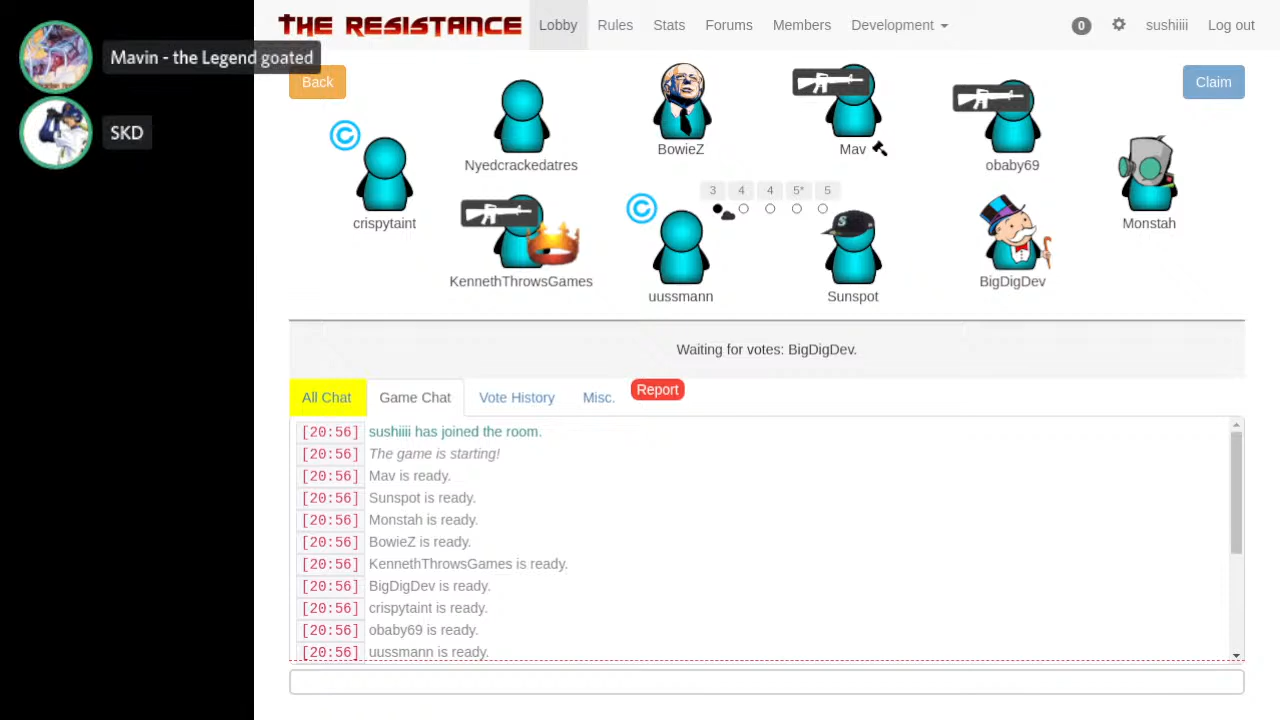 Mavin - the Legend goated
SKD
THE RESISTANCE
Lobby Rules Stats Forums Members Development 0 sushiiii Log out
Back
Claim
crispytaint
Nyedcrackedatres
BowieZ
Mav
obaby69
Monstah
KennethThrowsGames
uussmann
3 4 4 5* 5
Sunspot
BigDigDev
Waiting for votes: BigDigDev.
All Chat Game Chat Vote History Misc. Report
[20:56] sushiiii has joined the room.
[20:56] The game is starting!
[20:56] Mav is ready.
[20:56] Sunspot is ready.
[20:56] Monstah is ready.
[20:56] BowieZ is ready.
[20:56] KennethThrowsGames is ready.
[20:56] BigDigDev is ready.
[20:56] crispytaint is ready.
[20:56] obaby69 is ready.
[20:56] uussmann is ready.